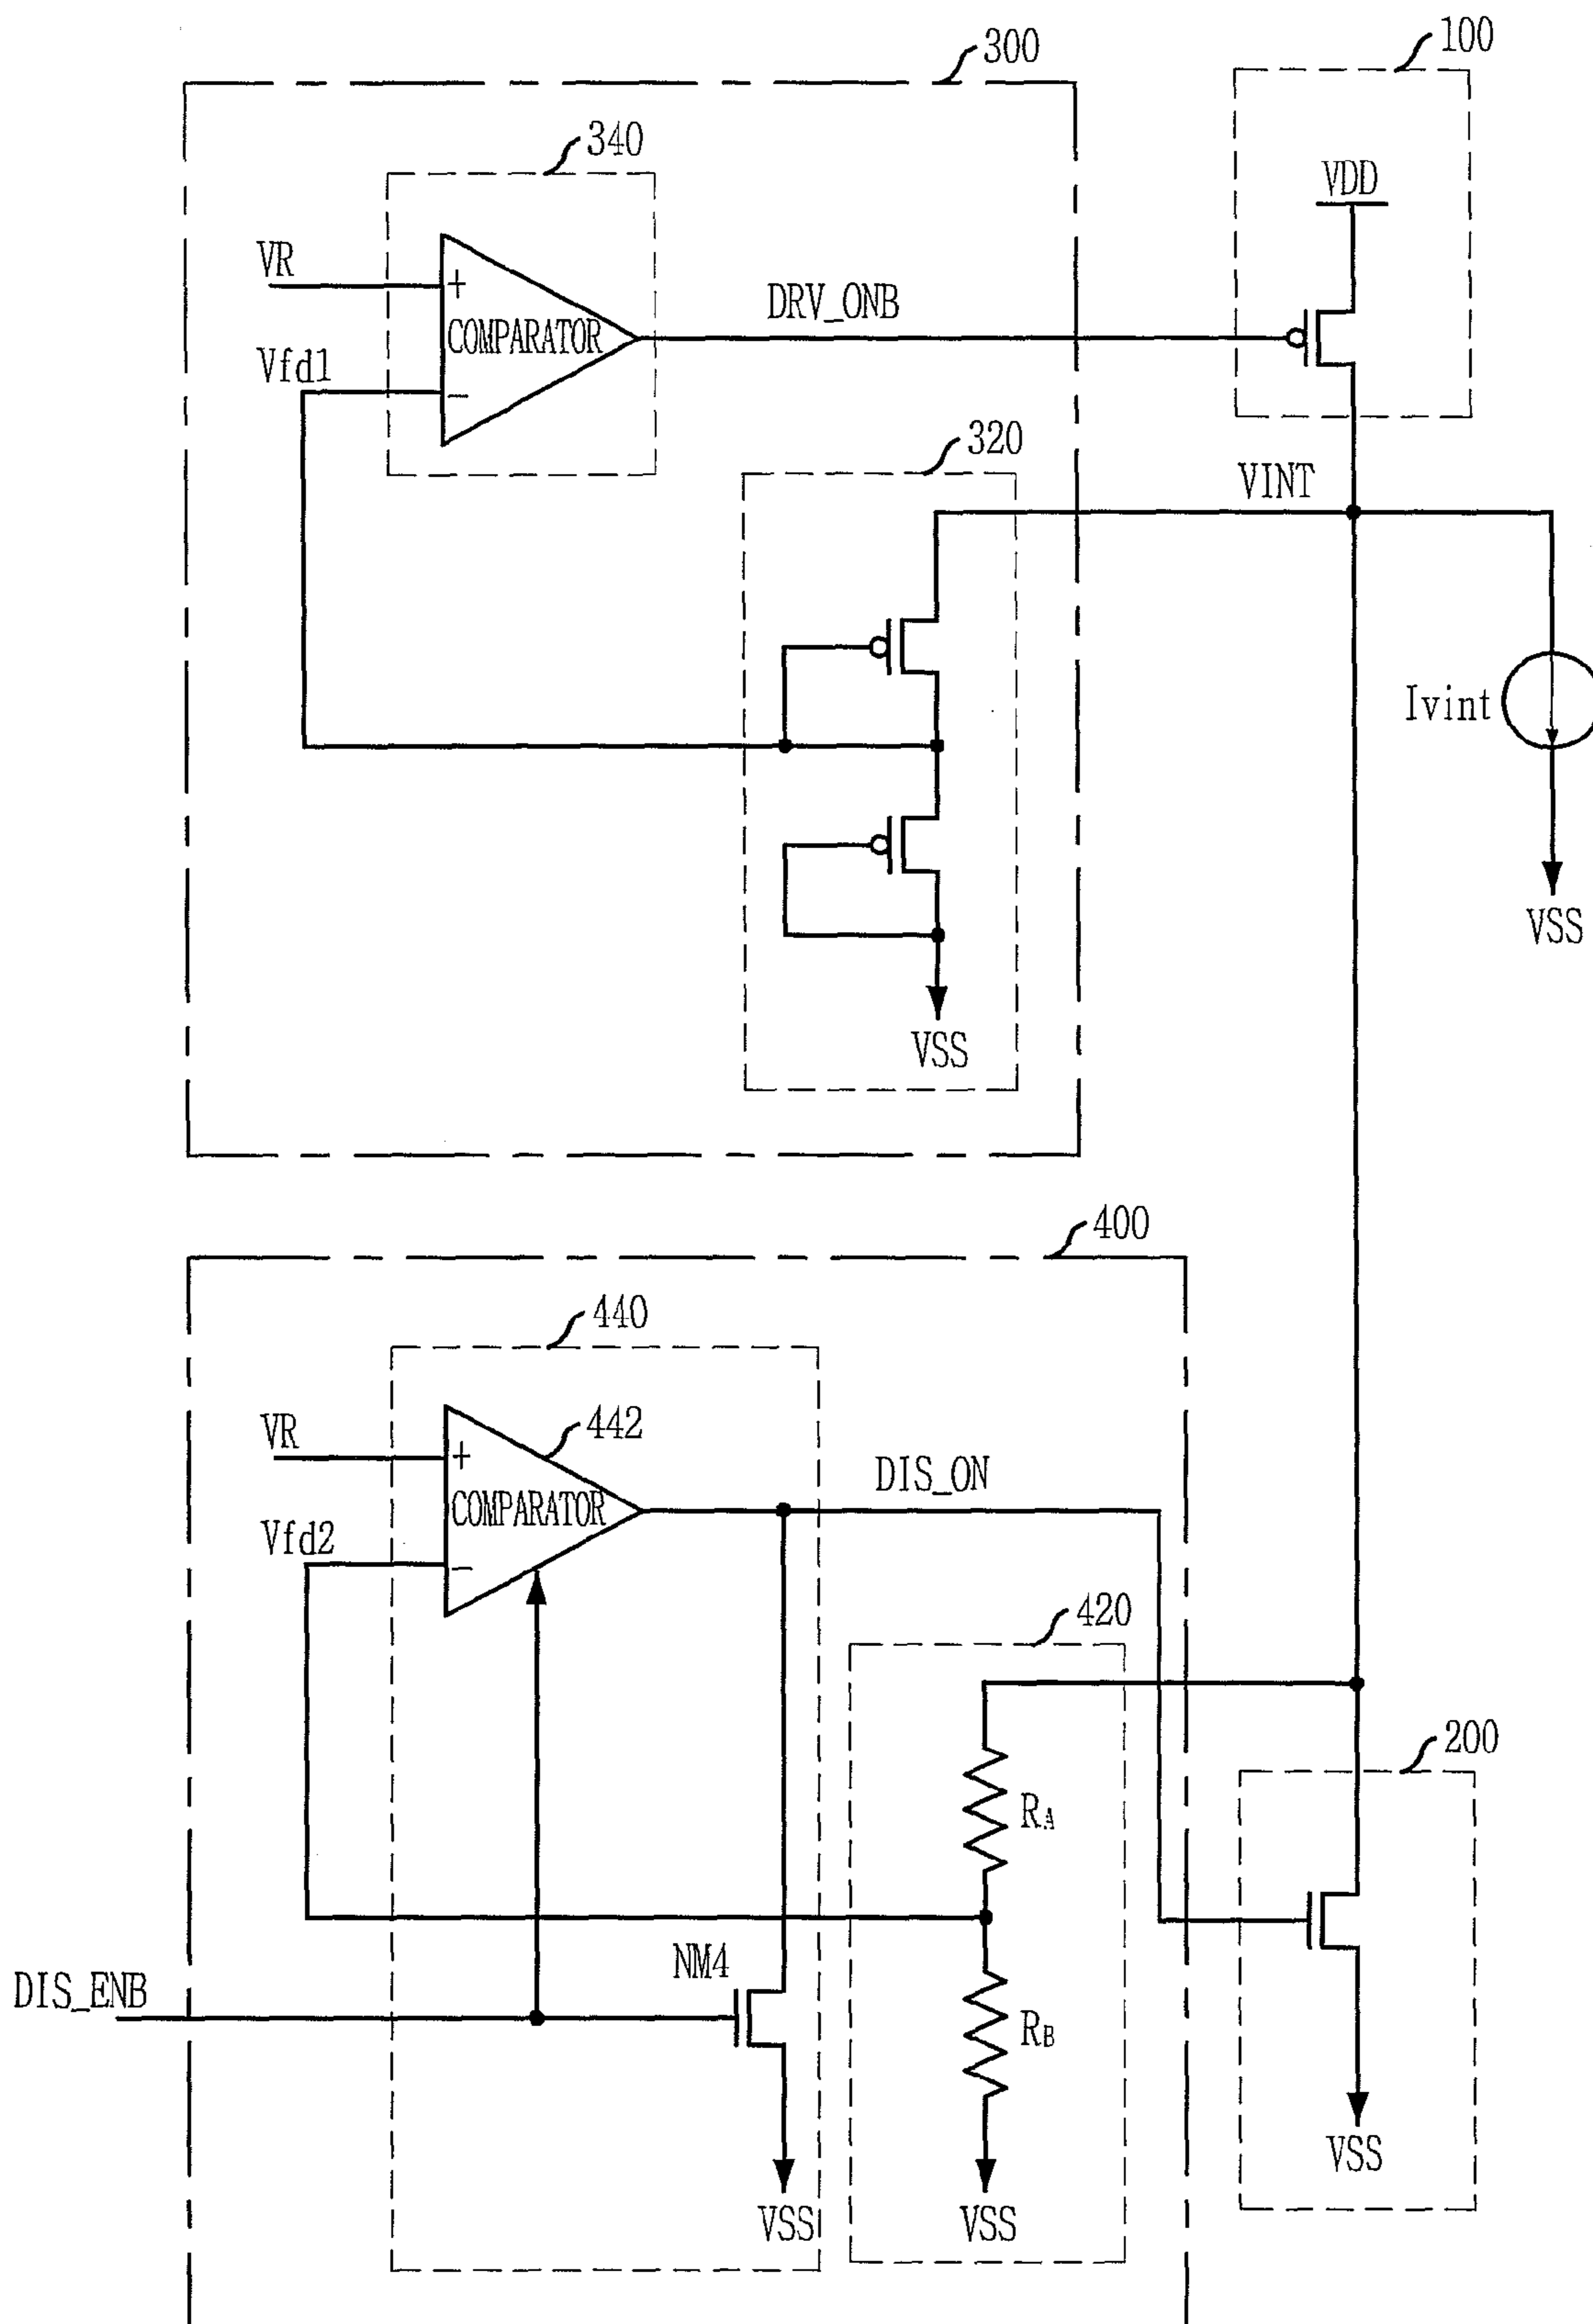 300
100
340
VDD
VR
+
COMPARATOR
DRV_ONB
Vfd1
−
320
VINT
Ivint
VSS
VSS
400
440
442
VR
+
COMPARATOR
DIS_ON
Vfd2
−
420
200
RA
NM4
DIS_ENB
RB
VSS
VSS
VSS